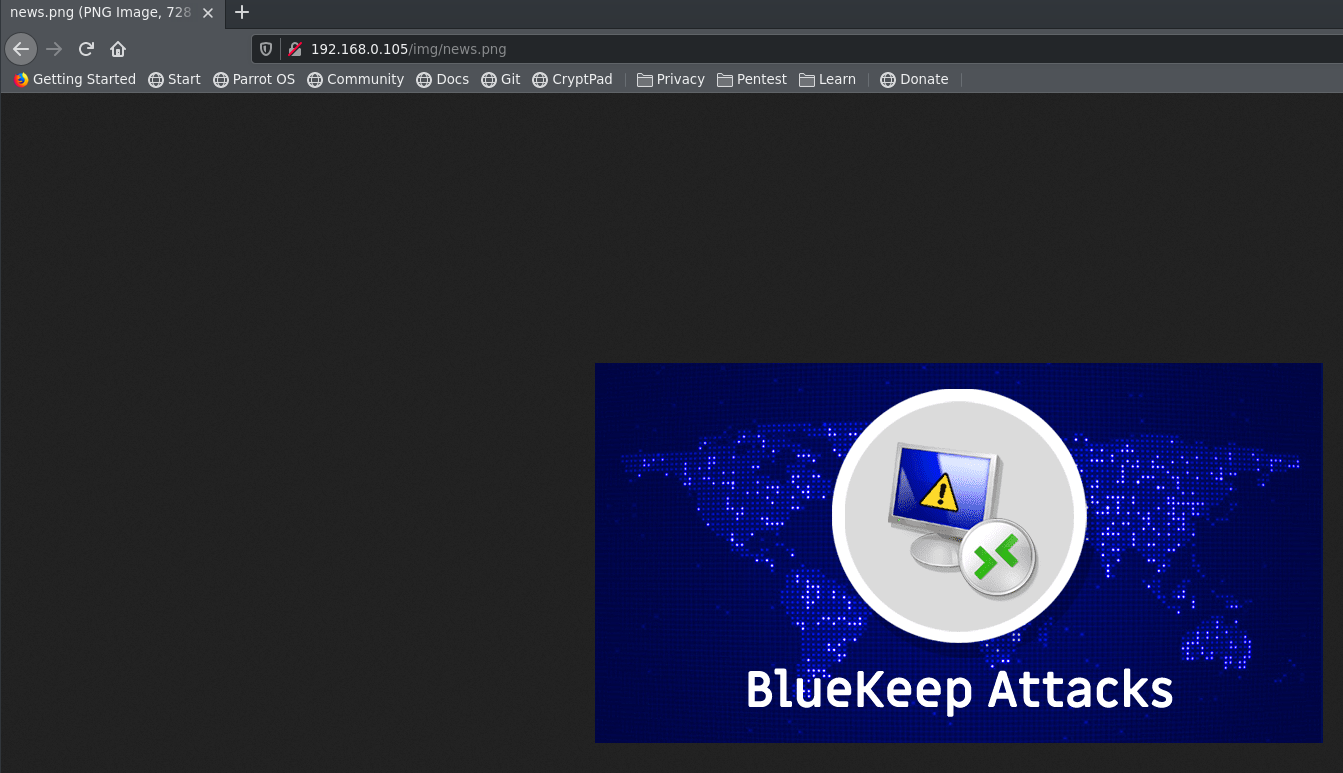 news.png (PNG Image, 728
192.168.0.105/img/news.png
Getting Started Start Parrot OS Community Docs Git CryptPad Privacy Pentest Learn Donate
BlueKeep Attacks